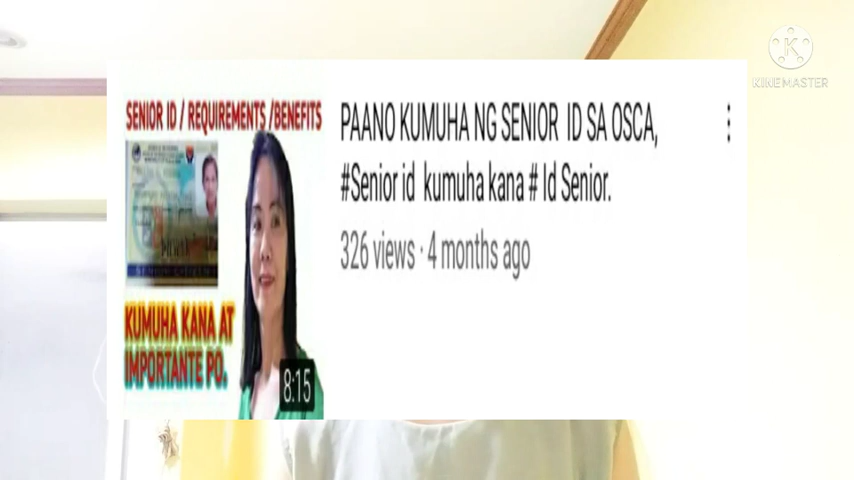 KINEMASTER
SENIOR ID / REQUIREMENTS /BENEFITS
KUMUHA KANA AT
IMPORTANTE PO.
8:15
PAANO KUMUHA NG SENIOR ID SA OSCA,
#Senior id kumuha kana # Id Senior.
326 views · 4 months ago